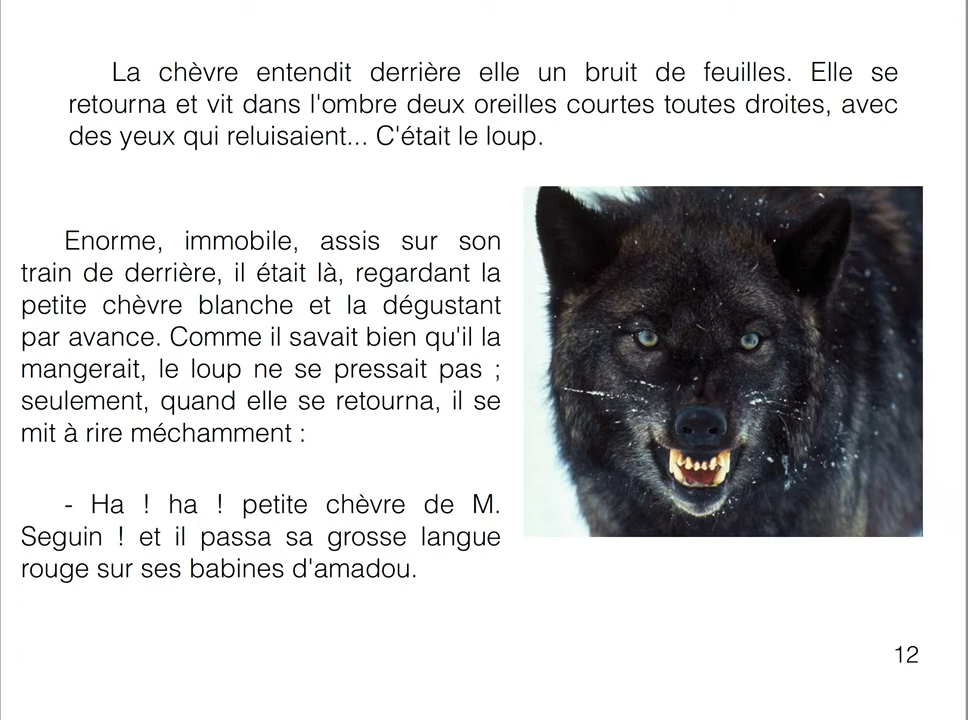 La chèvre entendit derrière elle un bruit de feuilles. Elle se
retourna et vit dans l'ombre deux oreilles courtes toutes droites, avec
des yeux qui reluisaient... C'était le loup.
Enorme, immobile, assis sur son
train de derrière, il était là, regardant la
petite chèvre blanche et la dégustant
par avance. Comme il savait bien qu'il la
mangerait, le loup ne se pressait pas ;
seulement, quand elle se retourna, il se
mit à rire méchamment :
- Ha ! ha ! petite chèvre de M.
Seguin ! et il passa sa grosse langue
rouge sur ses babines d'amadou.
12